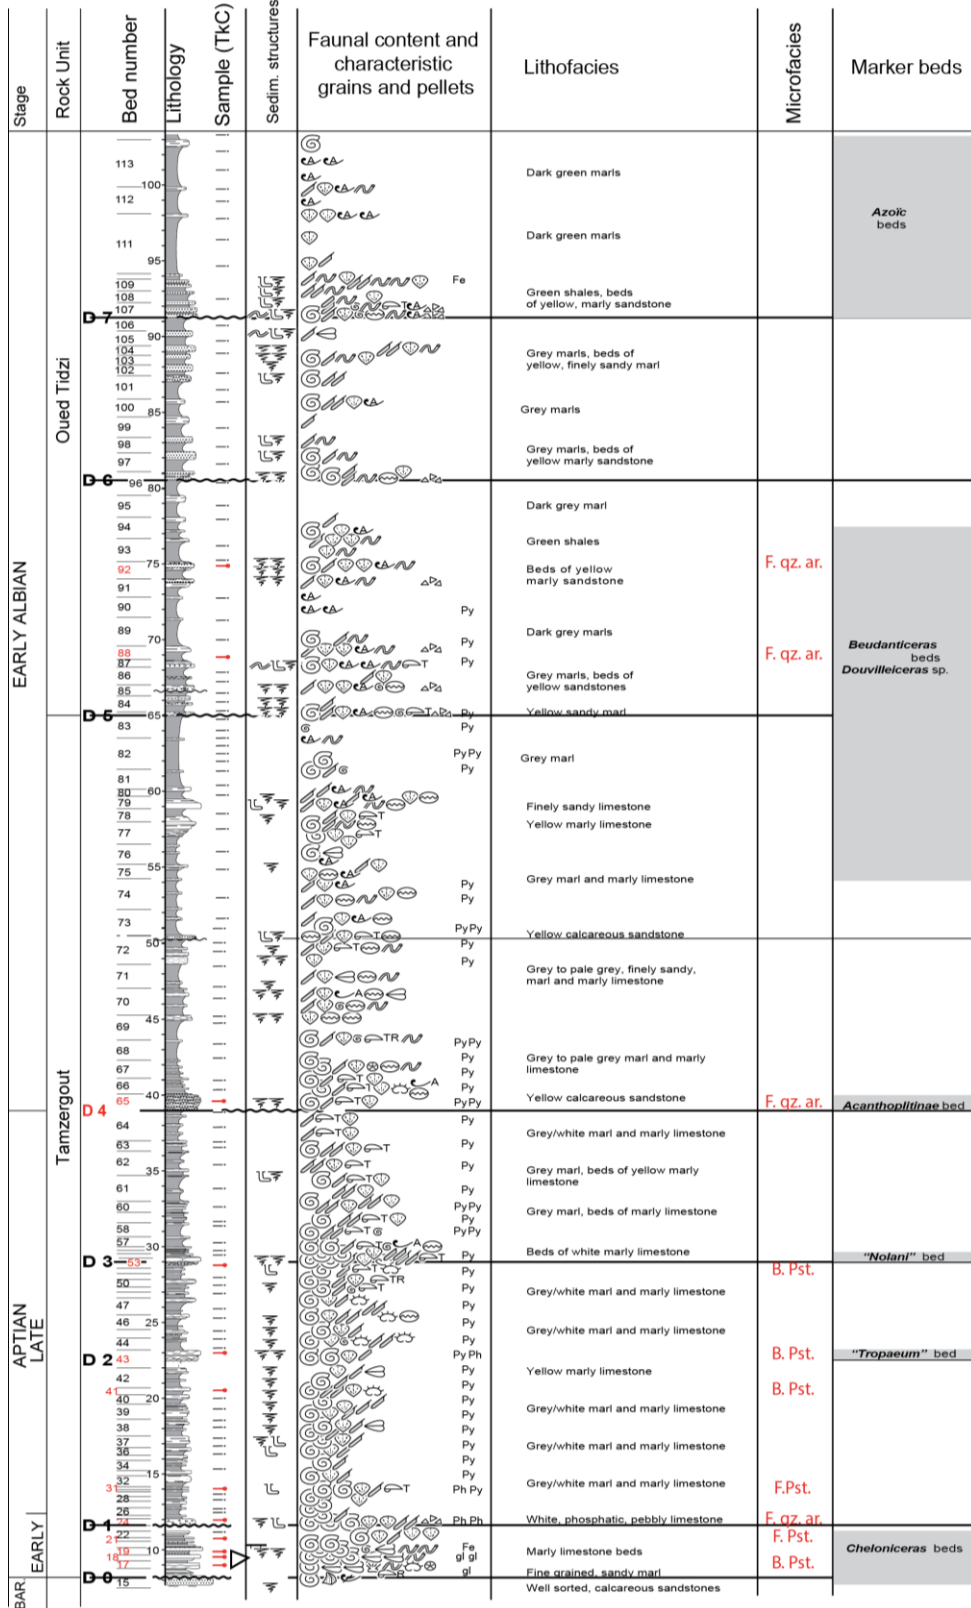 Stage
Rock Unit
Bed number
Lithology
Sample (TkC)
Sedim. structures
Faunal content and
characteristic
grains and pellets
Lithofacies
Microfacies
Marker beds
EARLY ALBIAN
APTIAN
LATE
EARLY
BAR.
Oued Tidzi
Tamzergout
113
100
Dark green marls
112
Azoïc
beds
111
Dark green marls
95
109
Fe
108
Green shales, beds
of yellow, marly sandstone
107
D 7
106
90
105
104
103
102
Grey marls, beds of
yellow, finely sandy marl
101
100
85
Grey marls
99
98
97
Grey marls, beds of
yellow marly sandstone
D 6
96
80
95
Dark grey marl
94
93
Green shales
75
92
Beds of yellow
marly sandstone
F. qz. ar.
91
90
Py
89
70
Py
Dark grey marls
88
F. qz. ar.
Beudanticeras
beds
Douvilleiceras sp.
87
Py
86
Grey marls, beds of
yellow sandstones
85
84
D 5
65
Py
Yellow sandy marl
83
Py
82
Py Py
Grey marl
Py
81
80
60
79
Finely sandy limestone
78
Yellow marly limestone
77
76
55
75
Grey marl and marly limestone
Py
74
Py
73
Py Py
Yellow calcareous sandstone
50
Py
72
Py
Grey to pale grey, finely sandy,
marl and marly limestone
71
70
45
69
Py Py
68
Py
Grey to pale grey marl and marly
limestone
67
Py
66
Py
40
65
Py Py
Yellow calcareous sandstone
F. qz. ar.
Acanthoplitinae bed
D 4
64
Py
Grey/white marl and marly limestone
63
Py
62
Py
35
Grey marl, beds of yellow marly
limestone
61
Py
60
Py Py
Grey marl, beds of marly limestone
Py
58
Py Py
57
30
Py
Beds of white marly limestone
"Nolani" bed
D 3
53
Py
B. Pst.
50
Py
Grey/white marl and marly limestone
47
Py
46
25
Py
Grey/white marl and marly limestone
44
Py
D 2
43
Py Ph
B. Pst.
"Tropaeum" bed
42
Py
Yellow marly limestone
41
Py
B. Pst.
40
20
Py
39
Py
Grey/white marl and marly limestone
38
Py
37
Py
Grey/white marl and marly limestone
36
34
Py
15
Py
32
Grey/white marl and marly limestone
31
Ph Py
F.Pst.
28
26
D 1
Ph Ph
White, phosphatic, pebbly limestone
F. qz. ar
22
21
F. Pst.
19
10
Fe
Marly limestone beds
Cheloniceras beds
18
gl gl
17
gl
Fine grained, sandy marl
B. Pst.
D 0
15
Well sorted, calcareous sandstones